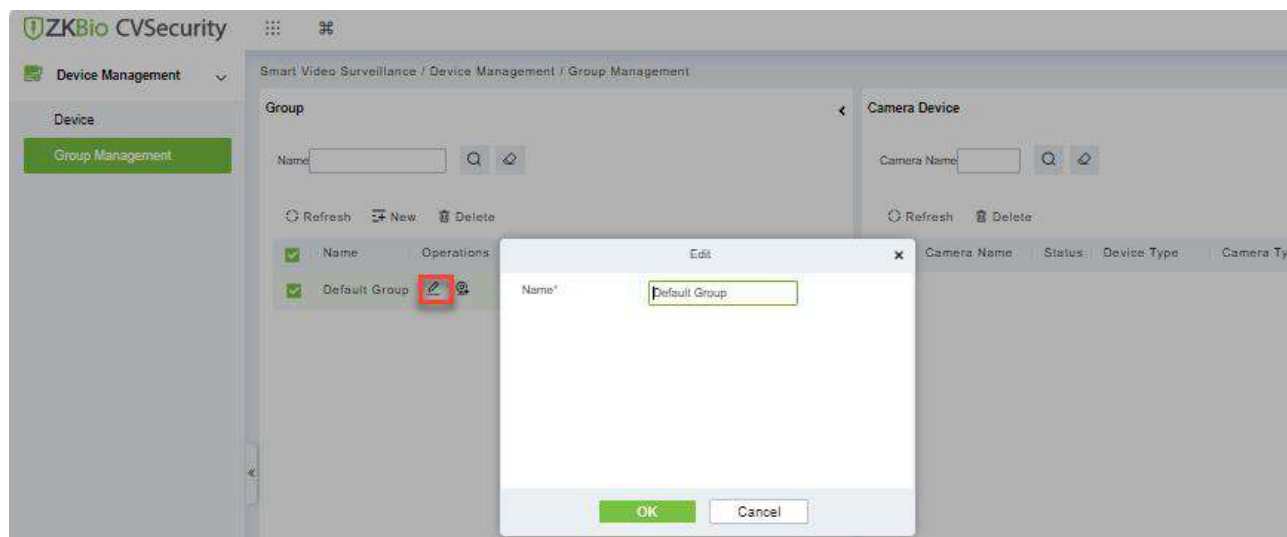 ZKBio CVSecurity
Device Management
Smart Video Surveillance / Device Management / Group Management
Device
Group Management
Group
Camera Device
Name
Camera Name
Refresh New Delete
Refresh Delete
Name Operations
Camera Name Status Device Type Camera Ty
Default Group
Edit
Name*
Default Group
OK Cancel